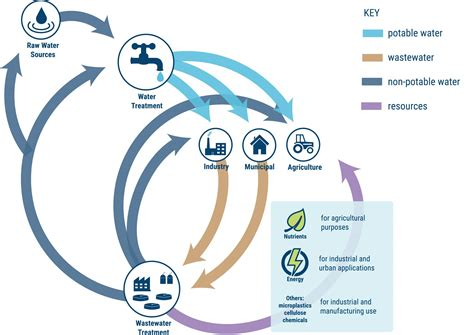 KEY
potable water
wastewater
non-potable water
resources
Raw Water
Sources
Water
Treatment
Industry
Municipal
Agriculture
Nutrients
for agricultural
purposes
Energy
for industrial and
urban applications
Others:
microplastics
cellulose
chemicals
for industrial and
manufacturing use
Wastewater
Treatment